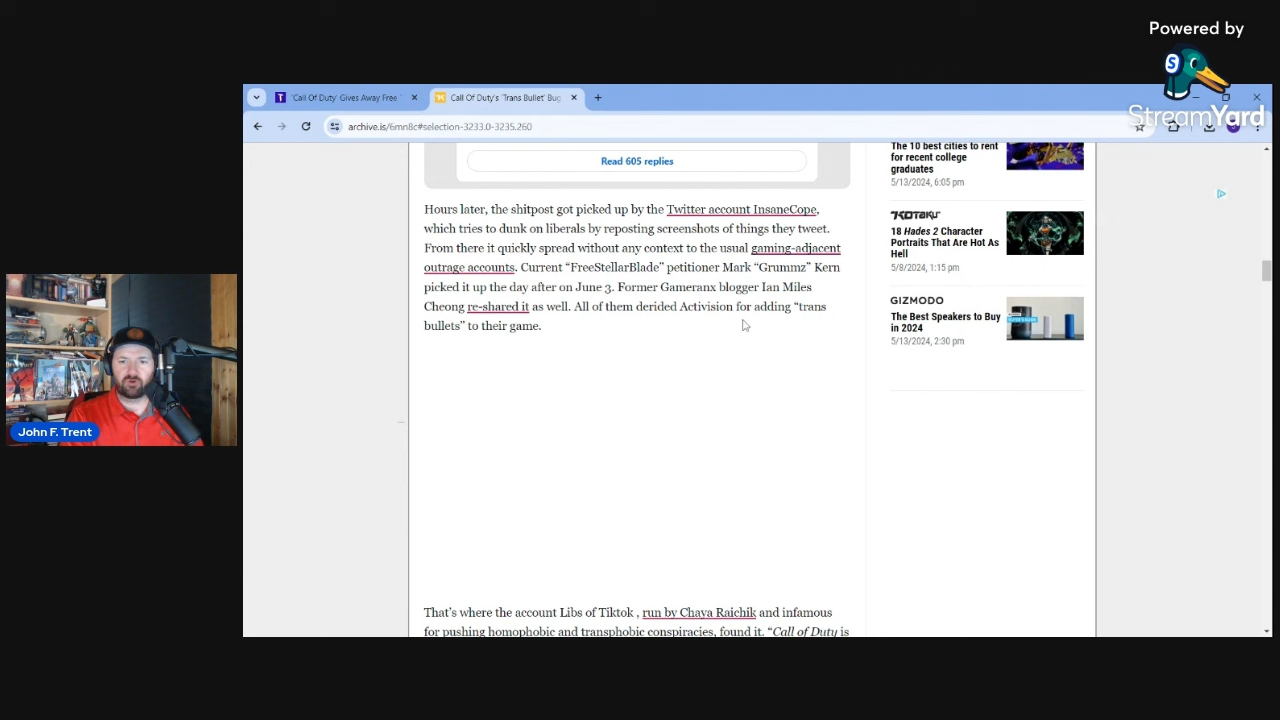 Powered by
S
StreamYard
T 'Call Of Duty' Gives Away Free
Call Of Duty's 'Trans Bullet' Bug
archive.is/6mn8c#selection-3233.0-3235.260
Read 605 replies
Hours later, the shitpost got picked up by the Twitter account InsaneCope,
which tries to dunk on liberals by reposting screenshots of things they tweet.
From there it quickly spread without any context to the usual gaming-adjacent
outrage accounts. Current “FreeStellarBlade” petitioner Mark “Grummz” Kern
picked it up the day after on June 3. Former Gameranx blogger Ian Miles
Cheong re-shared it as well. All of them derided Activision for adding “trans
bullets” to their game.
That’s where the account Libs of Tiktok , run by Chaya Raichik and infamous
for pushing homophobic and transphobic conspiracies, found it. “Call of Duty is
The 10 best cities to rent
for recent college
graduates
5/13/2024, 6:05 pm
KOTAKU
18 Hades 2 Character
Portraits That Are Hot As
Hell
5/8/2024, 1:15 pm
GIZMODO
The Best Speakers to Buy
in 2024
5/13/2024, 2:30 pm
John F. Trent